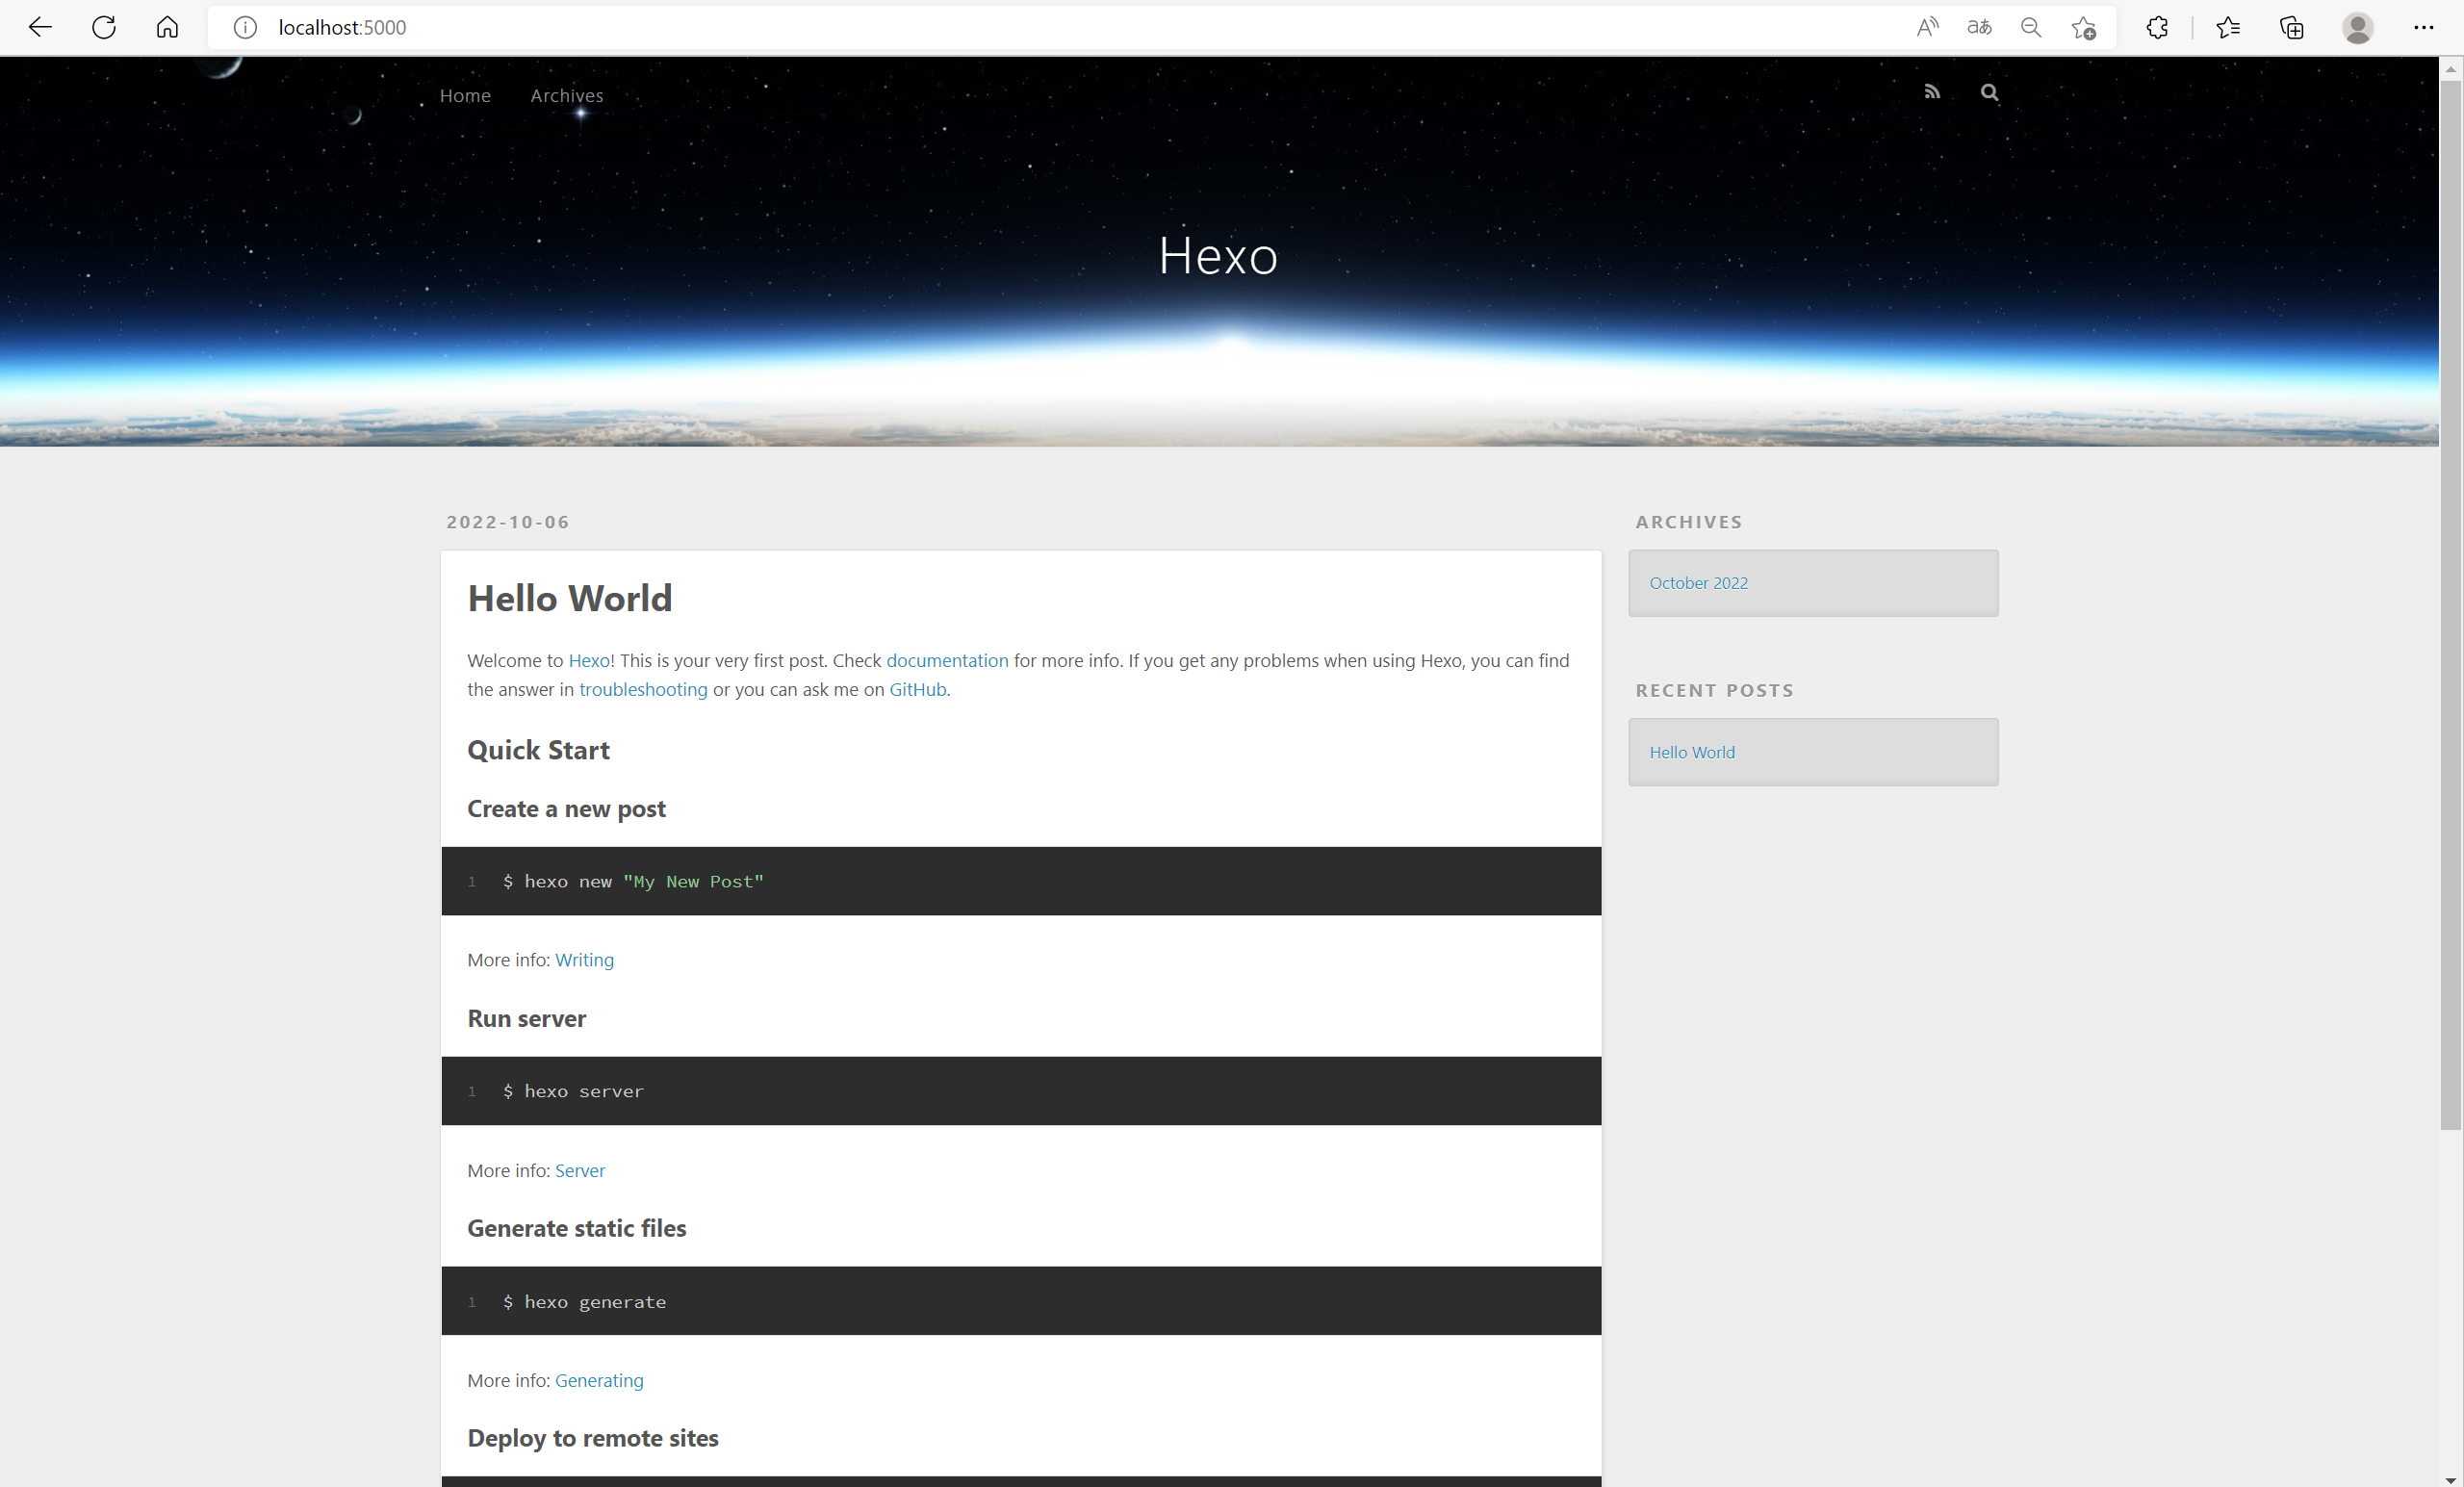 localhost:5000
Home Archives
Hexo
2022-10-06
Hello World
Welcome to Hexo! This is your very first post. Check documentation for more info. If you get any problems when using Hexo, you can find
the answer in troubleshooting or you can ask me on GitHub.
Quick Start
Create a new post
1 $ hexo new "My New Post"
More info: Writing
Run server
1 $ hexo server
More info: Server
Generate static files
1 $ hexo generate
More info: Generating
Deploy to remote sites
ARCHIVES
October 2022
RECENT POSTS
Hello World